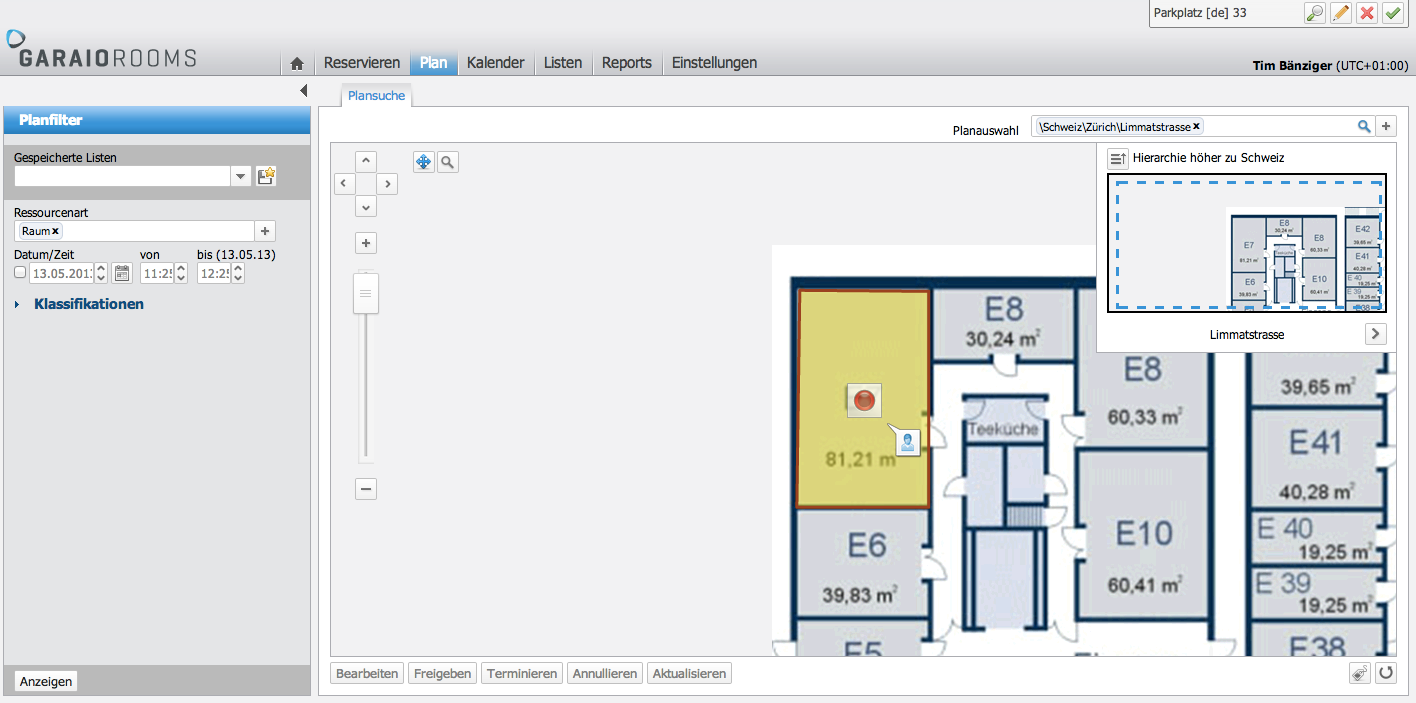 Parkplatz [de] 33
GARAIOROOMS
Reservieren Plan Kalender Listen Reports Einstellungen
Tim Bänziger (UTC+01:00)
Planfilter
Gespeicherte Listen
Ressourcenart
Raum x
Datum/Zeit von bis (13.05.13)
13.05.201 11:25 12:25
Klassifikationen
Anzeigen
Plansuche
Planauswahl \Schweiz\Zürich\Limmatstrasse x
Hierarchie höher zu Schweiz
E7
81,21 m²
E8
30,24 m²
E8
60,33 m²
E42
39,65 m²
E41
40,28 m²
E6
39,83 m²
E10
60,41 m²
E 40
19,25 m²
E 39
19,25 m²
E38
Limmatstrasse
E8
30,24 m²
E8
60,33 m²
39,65 m²
Teeküche
81,21 m
E41
40,28 m²
E6
39,83 m²
E10
60,41 m²
E 40
19,25 m²
E 39
19,25 m²
E5
E38
Bearbeiten Freigeben Terminieren Annullieren Aktualisieren